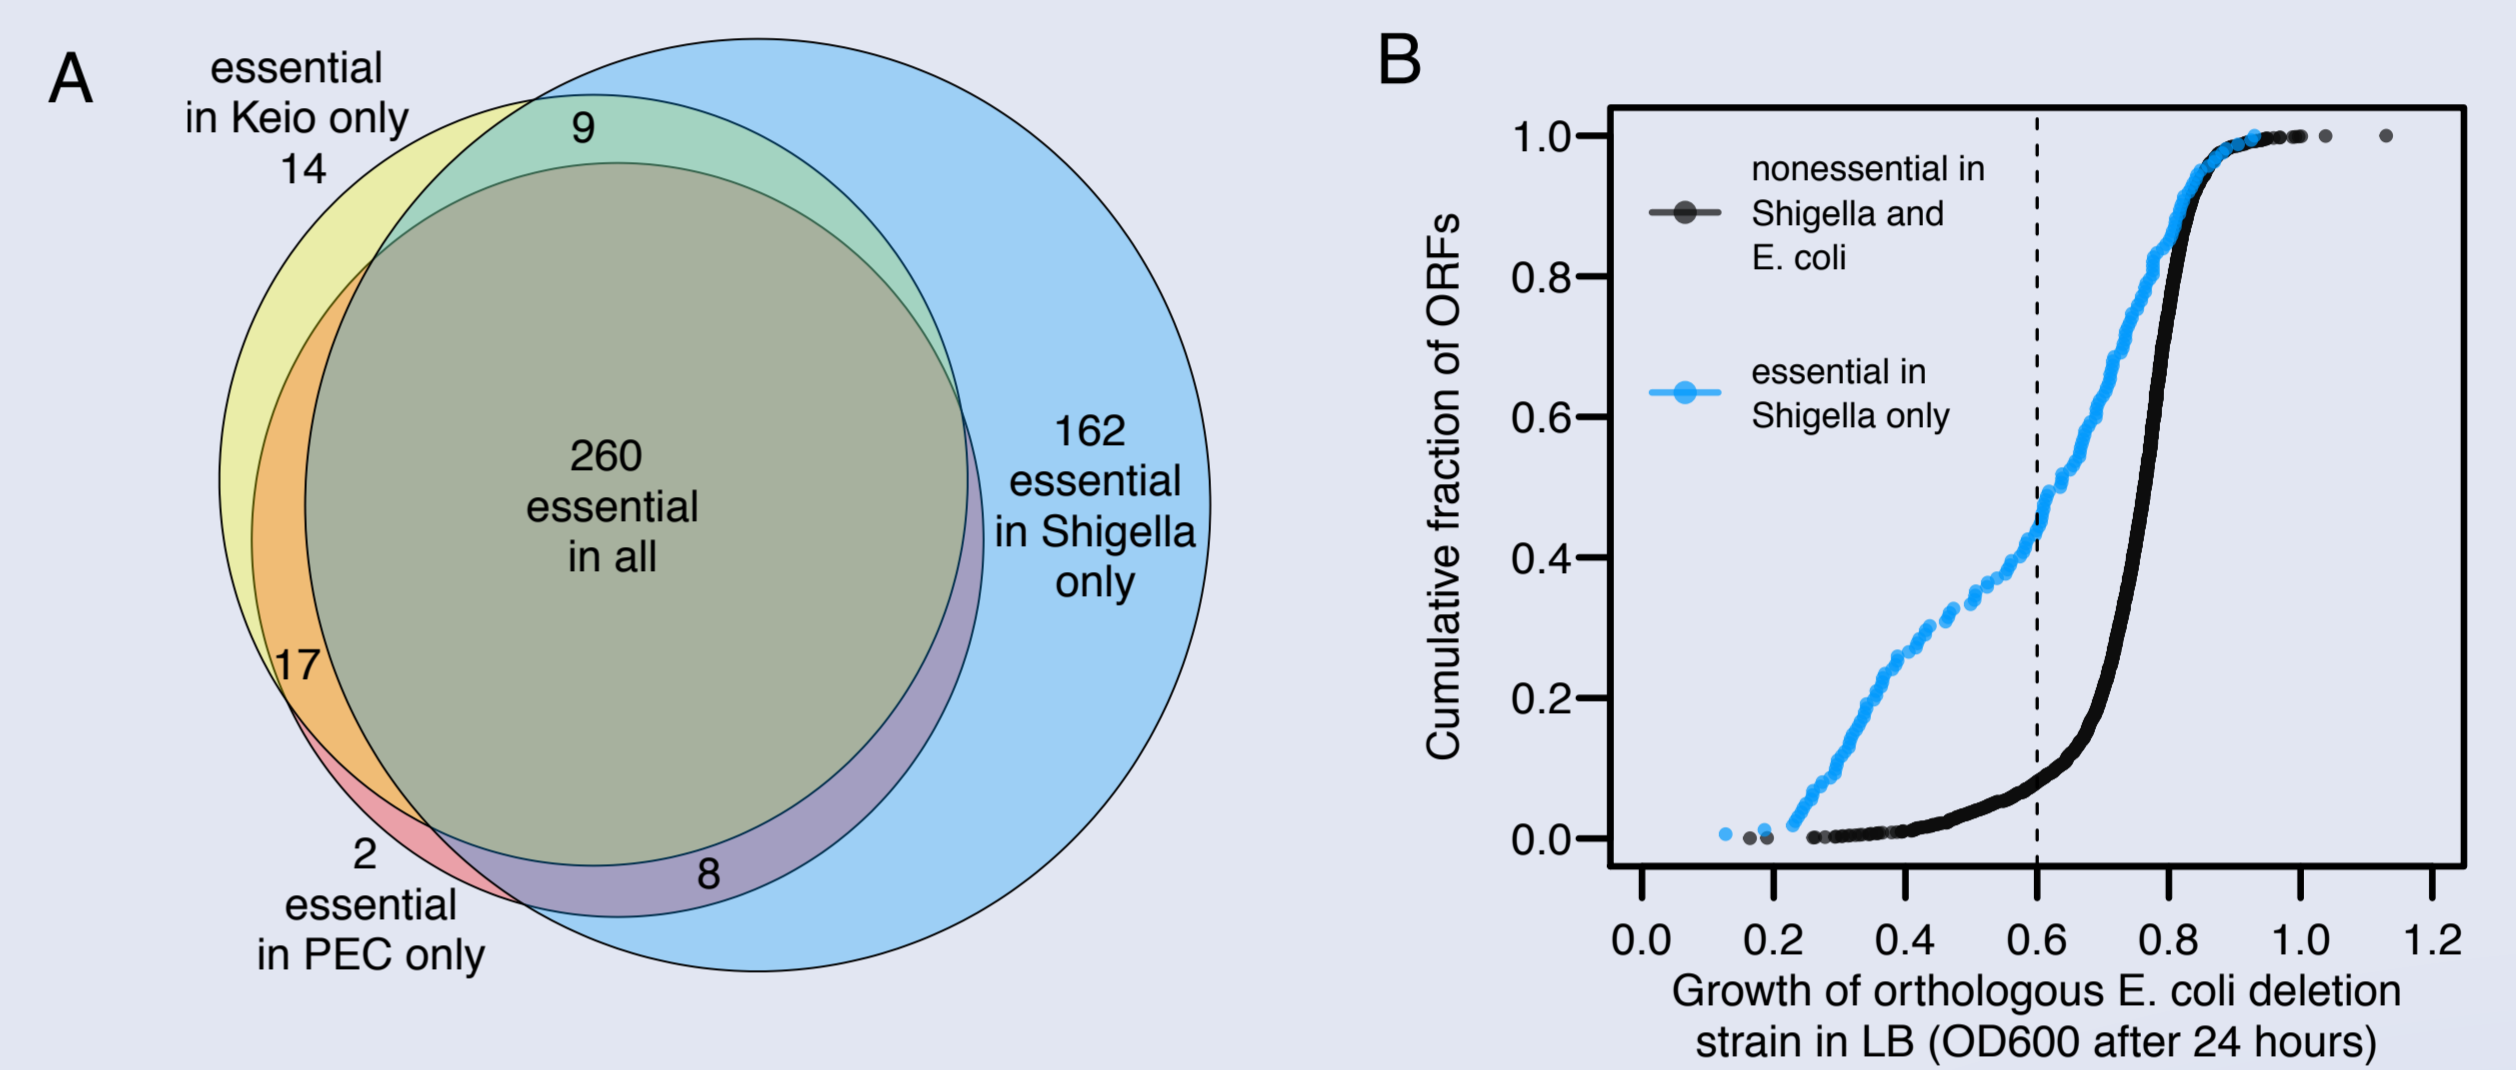 A
essential
in Keio only
14
9
260
essential
in all
162
essential
in Shigella
only
17
2
essential
in PEC only
8
B
Cumulative fraction of ORFs
1.0
0.8
0.6
0.4
0.2
0.0
nonessential in
Shigella and
E. coli
essential in
Shigella only
0.0 0.2 0.4 0.6 0.8 1.0 1.2
Growth of orthologous E. coli deletion
strain in LB (OD600 after 24 hours)